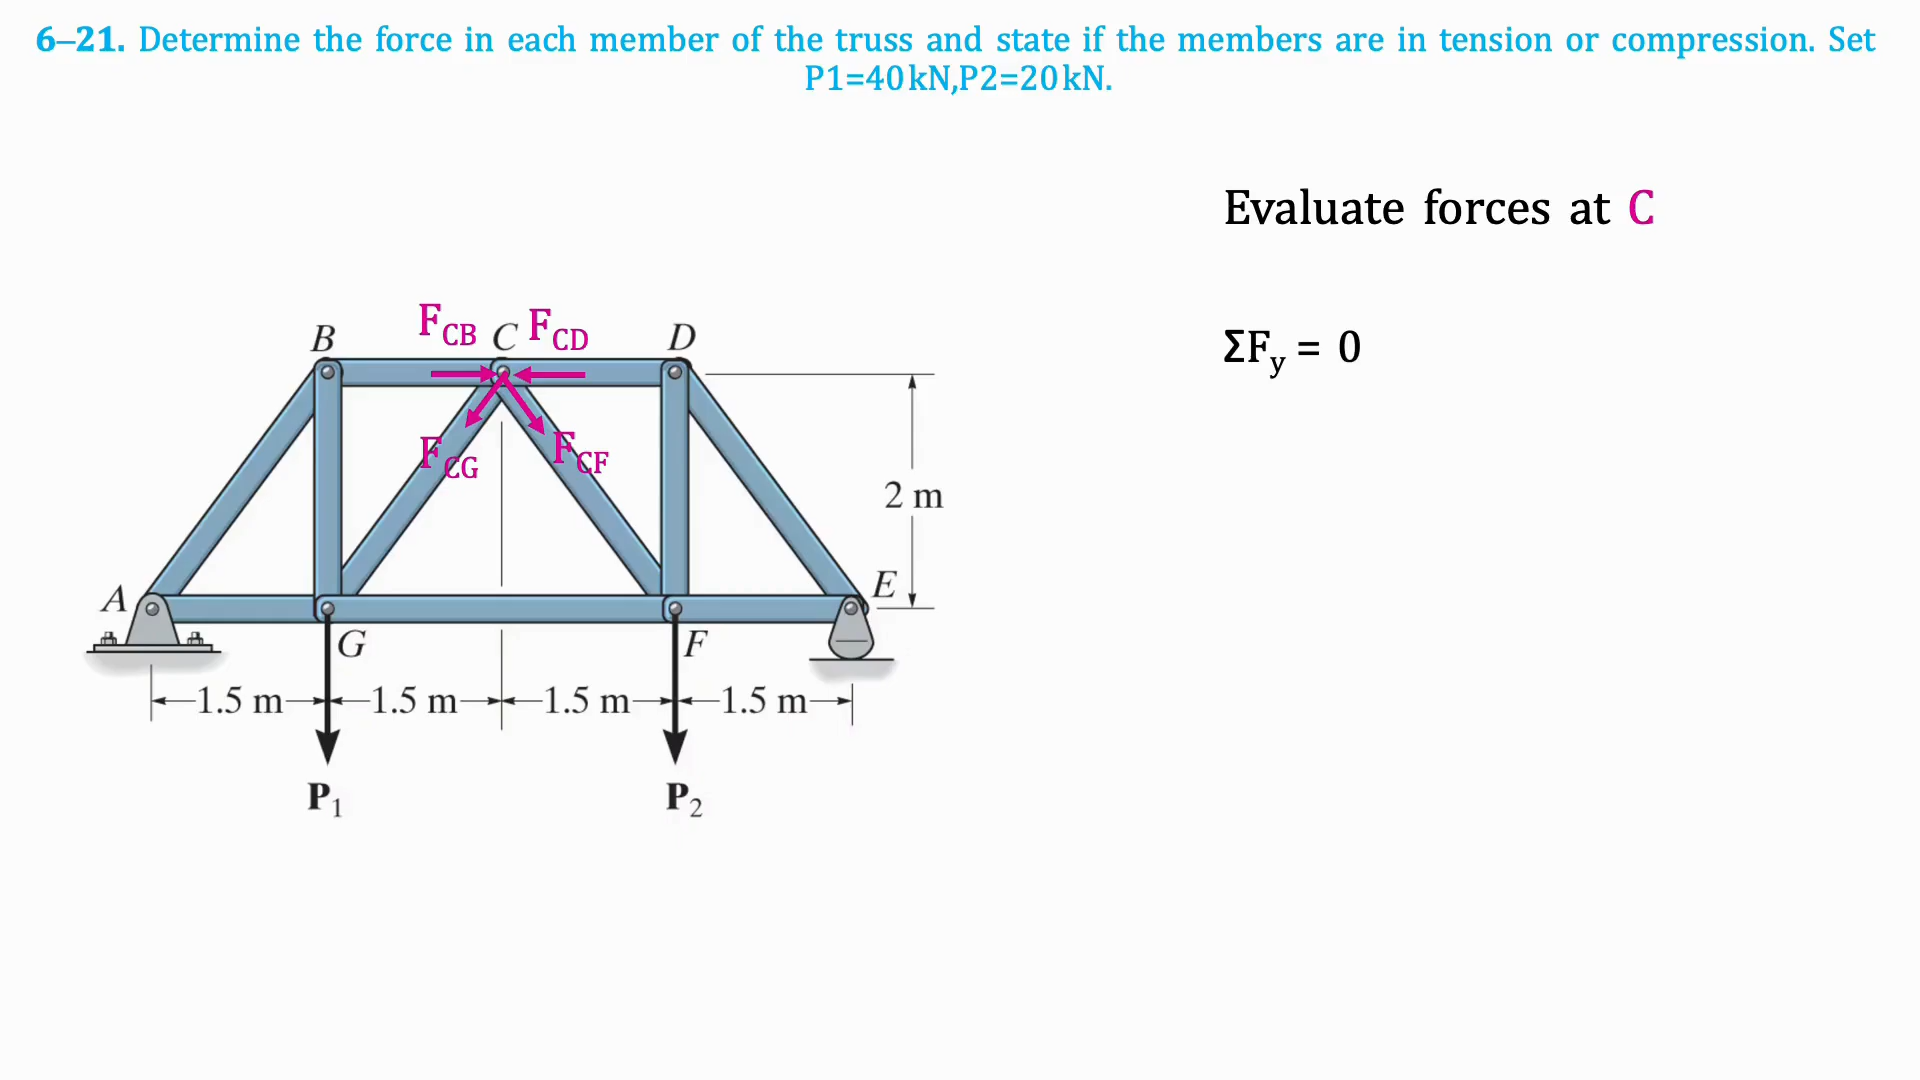 6–21. Determine the force in each member of the truss and state if the members are in tension or compression. Set
P1=40kN,P2=20kN.
Evaluate forces at C
ΣFy = 0
B
FCB
C
FCD
D
FCG
FCF
2 m
A
E
G
F
1.5 m
1.5 m
1.5 m
1.5 m
P1
P2